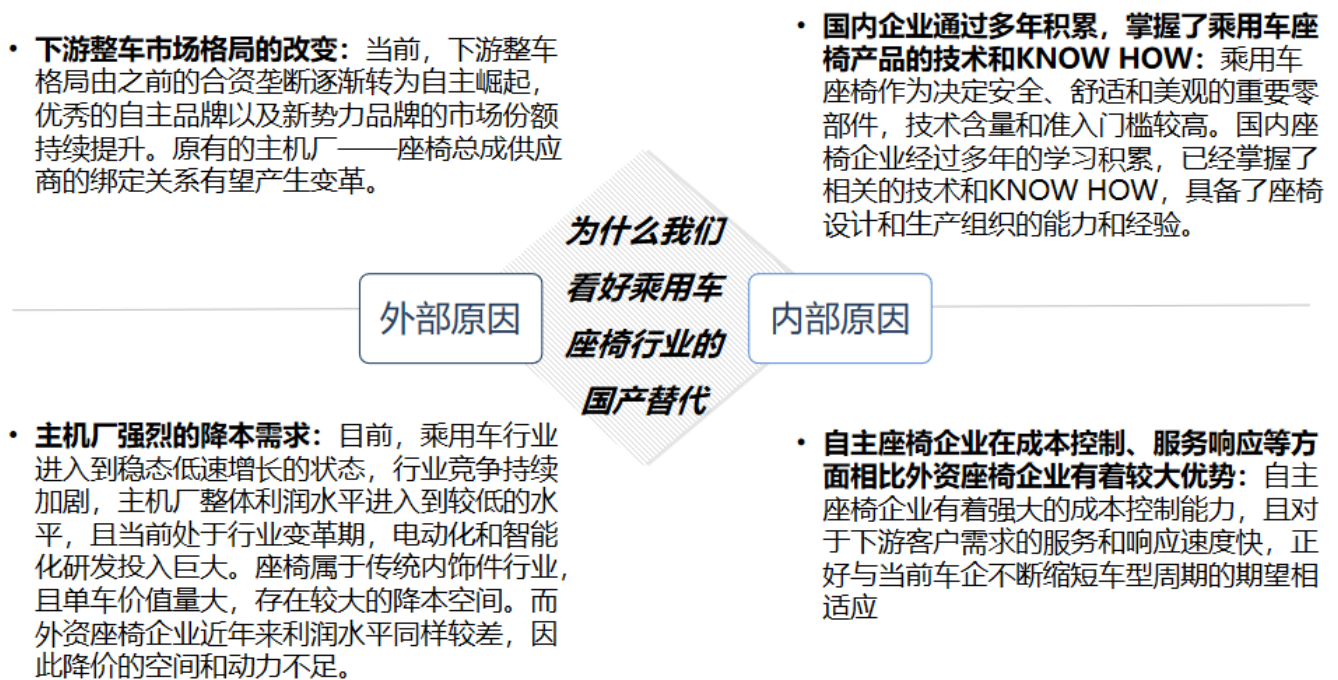 • 下游整车市场格局的改变：当前，下游整车
格局由之前的合资垄断逐渐转为自主崛起，
优秀的自主品牌以及新势力品牌的市场份额
持续提升。原有的主机厂——座椅总成供应
商的绑定关系有望产生变革。
• 国内企业通过多年积累，掌握了乘用车座
椅产品的技术和KNOW HOW：乘用车
座椅作为决定安全、舒适和美观的重要零
部件，技术含量和准入门槛较高。国内座
椅企业经过多年的学习积累，已经掌握了
相关的技术和KNOW HOW，具备了座椅
设计和生产组织的能力和经验。
外部原因
为什么我们
看好乘用车
座椅行业的
国产替代
内部原因
• 主机厂强烈的降本需求：目前，乘用车行业
进入到稳态低速增长的状态，行业竞争持续
加剧，主机厂整体利润水平进入到较低的水
平，且当前处于行业变革期，电动化和智能
化研发投入巨大。座椅属于传统内饰件行业，
且单车价值量大，存在较大的降本空间。而
外资座椅企业近年来利润水平同样较差，因
此降价的空间和动力不足。
• 自主座椅企业在成本控制、服务响应等方
面相比外资座椅企业有着较大优势：自主
座椅企业有着强大的成本控制能力，且对
于下游客户需求的服务和响应速度快，正
好与当前车企不断缩短车型周期的期望相
适应